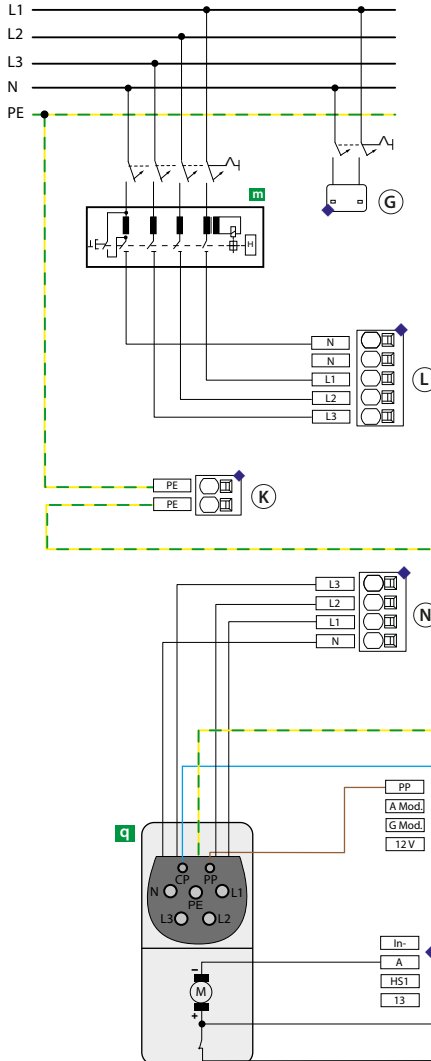 L1
L2
L3
N
PE
m
G
H
N
N
L1
L2
L3
L
PE
PE
K
L3
L2
L1
N
N
PP
A Mod.
G Mod.
12 V
q
CP PP
N L1
PE
L3 L2
In-
A
HS1
13
-
M
+